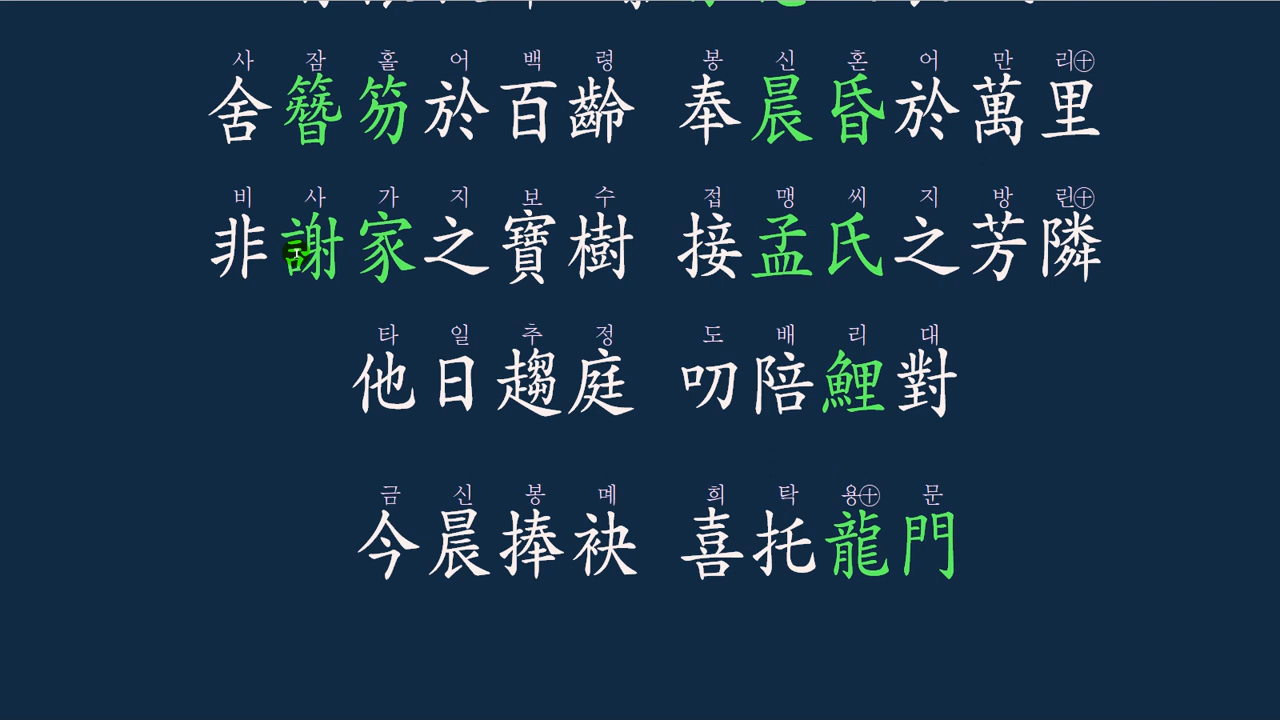 사 잠 홀 어 백 령 봉 신 혼 어 만 리㊉
舍簪笏於百齡 奉晨昏於萬里
비 사 가 지 보 수 접 맹 씨 지 방 린㊉
非謝家之寶樹 接孟氏之芳隣
타 일 추 정 도 배 리 대
他日趨庭 叨陪鯉對
금 신 봉 몌 희 탁 용㊉ 문
今晨捧袂 喜托龍門